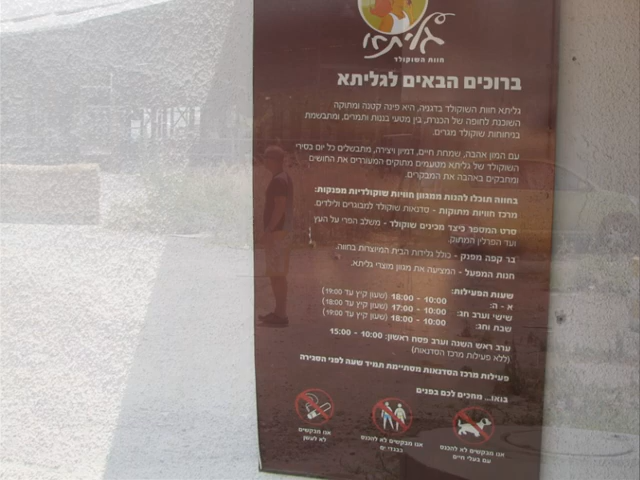 גליתא
חוות השוקולד
ברוכים הבאים לגליתא
גליתא חוות השוקולד בדגניה, היא פינה קטנה ומתוקה
השוכנת לחופה של הכנרת, בין מטעי בננות ותמרים, ומתבשמת
בניחוחות שוקולד מגרים.
עם המון אהבה, שמחת חיים, דמיון ויצירה, מתבשלים כל יום בסירי
השוקולד של גליתא מטעמים מתוקים המעוררים את החושים
ומחבקים באהבה את המבקרים.
בחווה תוכלו להנות ממגוון חוויות שוקולדיות מפנקות:
מרכז חוויות מתוקות - סדנאות שוקולד למבוגרים ולילדים.
סרט המספר כיצד מכינים שוקולד - משלב הפרי על העץ
ועד הפרלין המתוק.
בר קפה מפנק - כולל גלידות הבית המיוצרות בחווה.
חנות המפעל - המציעה את מגוון מוצרי גליתא.
שעות הפעילות:
א - ה: 10:00 - 18:00 (שעון קיץ עד 19:00)
שישי וערב חג: 10:00 - 17:00 (שעון קיץ עד 18:00)
שבת וחג: 10:00 - 18:00 (שעון קיץ עד 19:00)
ערב ראש השנה וערב פסח ראשון: 10:00 - 15:00
(ללא פעילות מרכז הסדנאות)
פעילות מרכז הסדנאות מסתיימת תמיד שעה לפני הסגירה
בואו... מחכים לכם בפנים
אנו מבקשים לא להכנס
עם בעלי חיים
אנו מבקשים לא להכנס
בבגדי ים
אנו מבקשים
לא לעשן